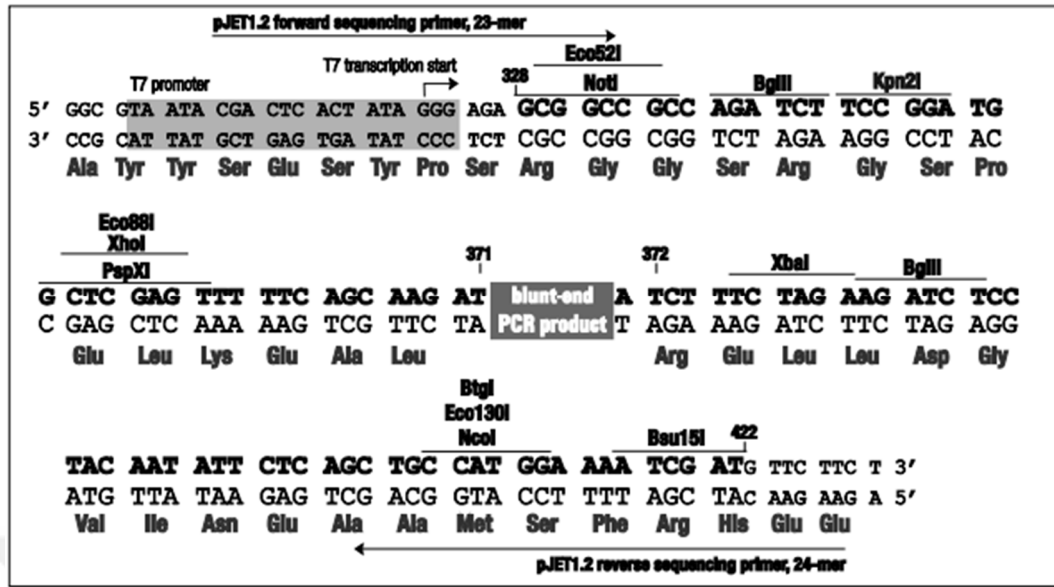 pJET1.2 forward sequencing primer, 23-mer
Eco52I
T7 promoter T7 transcription start 328 NotI BglII Kpn2I
5′ GGC GTAA ATA CGA CTC ACT ATA GGG AGA GCG GCC GCC AGA TCT TCC GGA TG
3′ CCG CATT TAT GCT GAG TGA TAT CCC TCT CGC CGG CGG TCT AGA AGG CCT AC
Ala Tyr Tyr Ser Glu Ser Tyr Pro Ser Arg Gly Gly Ser Arg Gly Ser Pro
Eco88I
XhoI
PspXI 371 372 XbaI BglII
G CTC GAG TTT TTC AGC AAG AT blunt-end A TCT TTC TAG AAG ATC TCC
C GAG CTC AAA AAG TCG TTC TA PCR product T AGA AAG ATC TTC TAG AGG
Glu Leu Lys Glu Ala Leu Arg Glu Leu Leu Asp Gly
BtgI
Eco130I
NcoI Bsu15I 422
TAC AAT ATT CTC AGC TGC CAT GGA AAA TCG ATG TTC TTC T 3′
ATG TTA TAA GAG TCG ACG GTA CCT TTT AGC TAC AAG AAG A 5′
Val Ile Asn Glu Ala Ala Met Ser Phe Arg His Glu Glu
pJET1.2 reverse sequencing primer, 24-mer